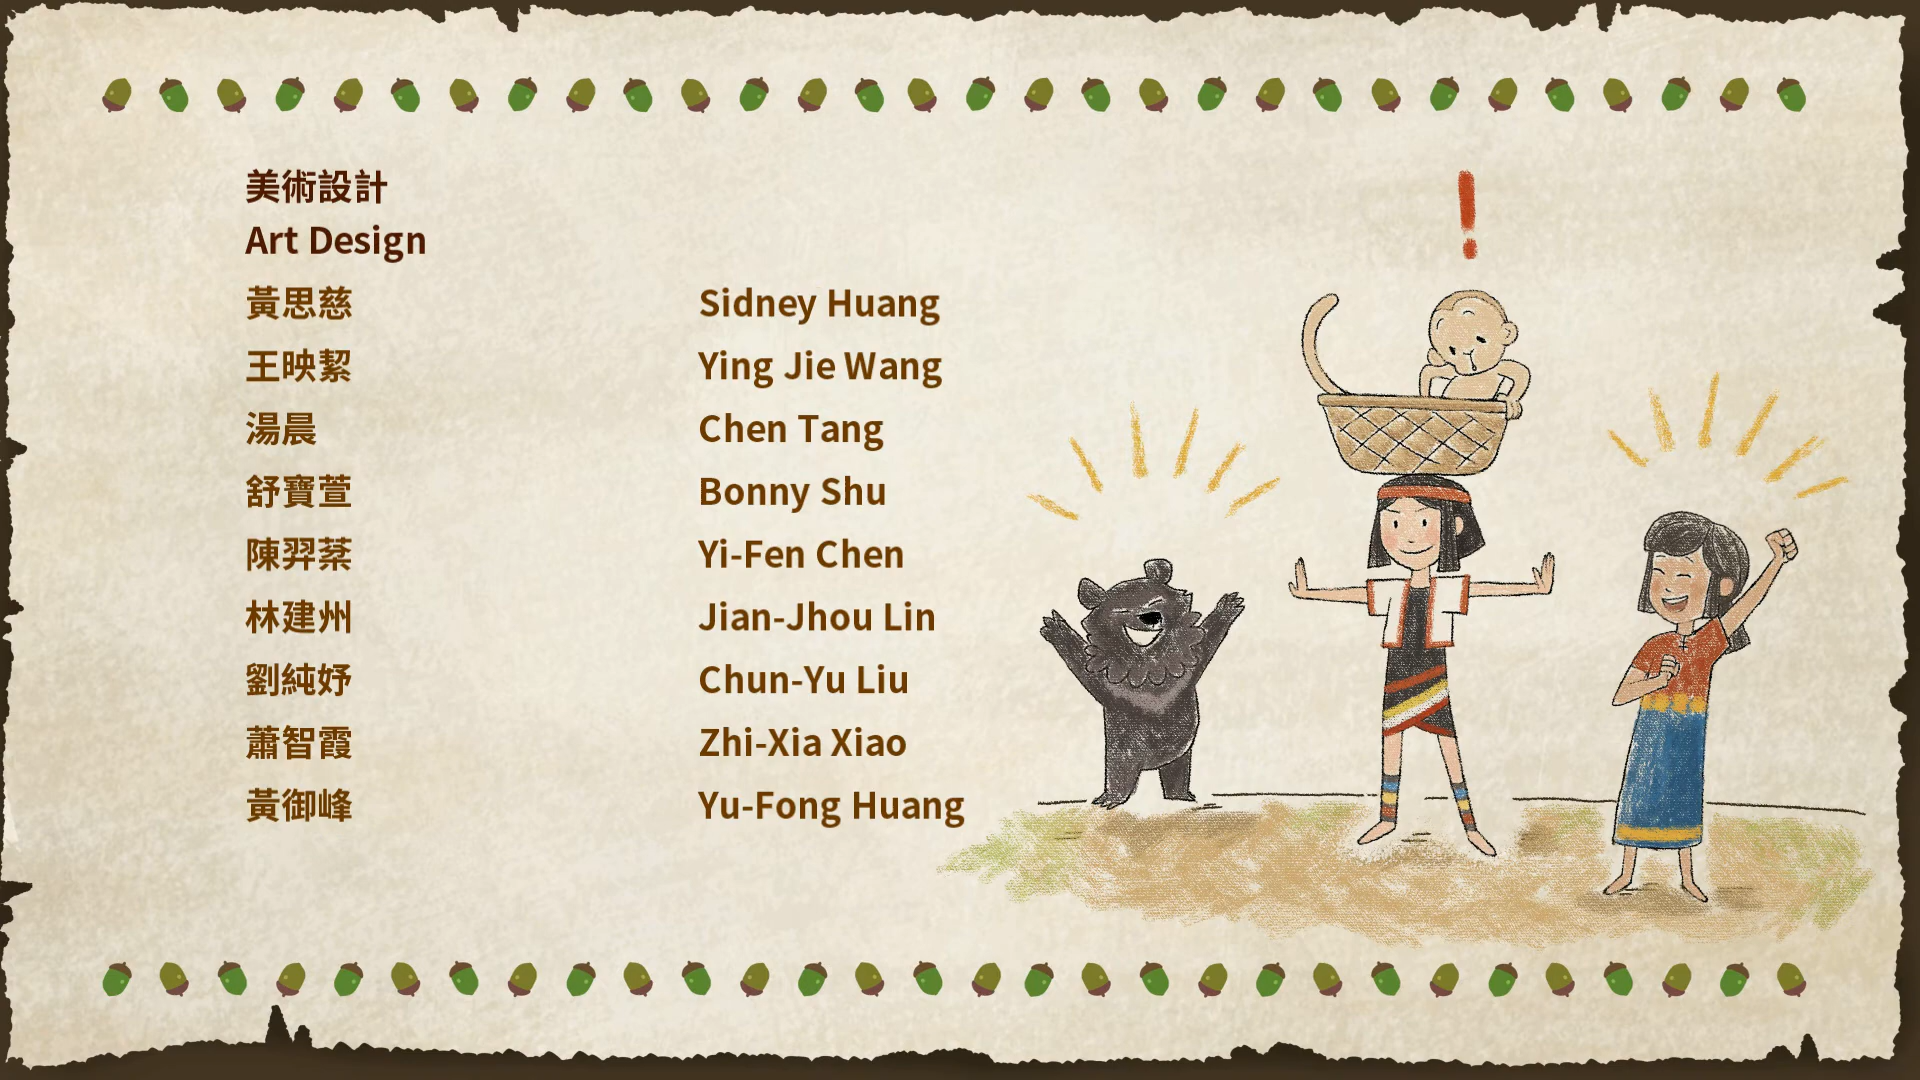 美術設計
Art Design
黃思慈 Sidney Huang
王映絜 Ying Jie Wang
湯晨 Chen Tang
舒寶萱 Bonny Shu
陳羿棻 Yi-Fen Chen
林建州 Jian-Jhou Lin
劉純妤 Chun-Yu Liu
蕭智霞 Zhi-Xia Xiao
黃御峰 Yu-Fong Huang
!